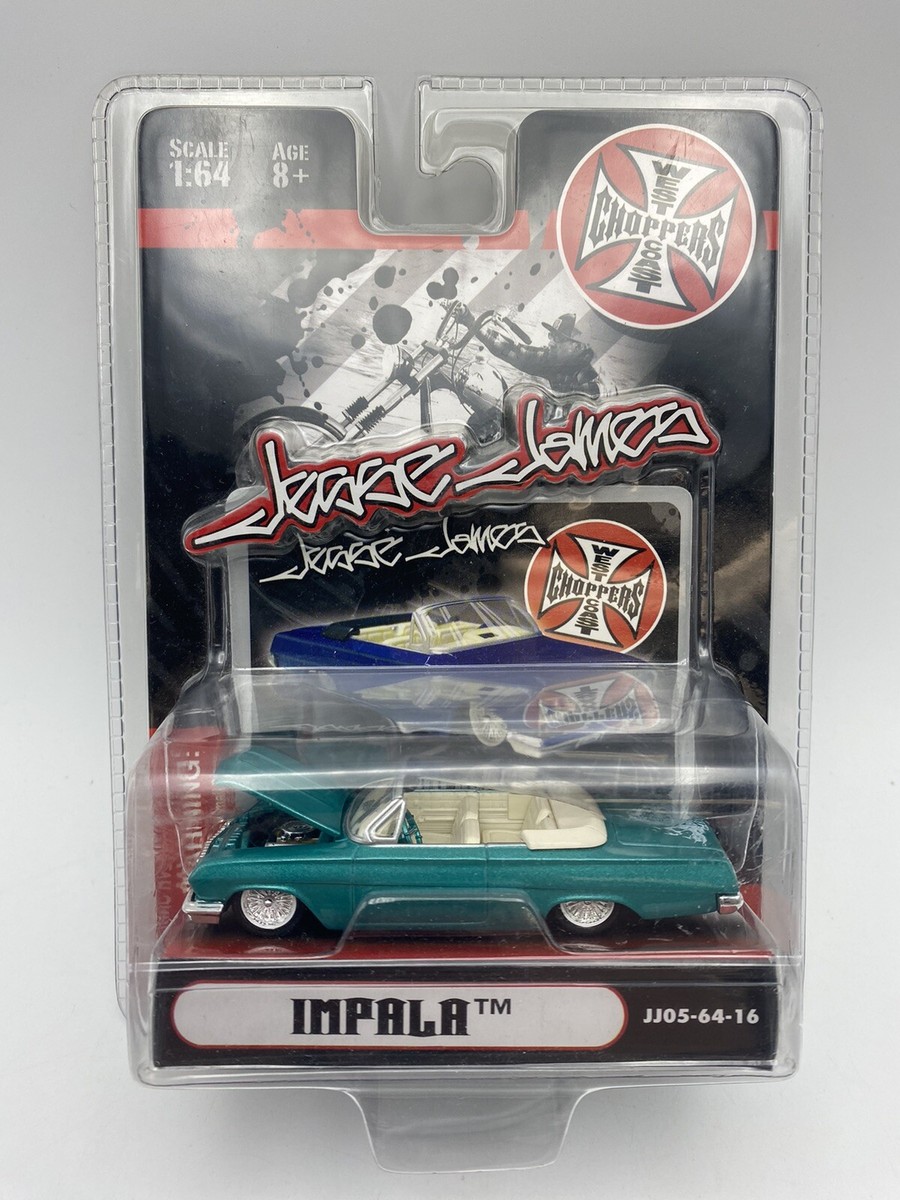 SCALE AGE
1:64 8+
WEST
CHOPPERS
COAST
Jesse James
Jesse James
WEST
CHOPPERS
COAST
WARNING:
IMPALA™
JJ05-64-16